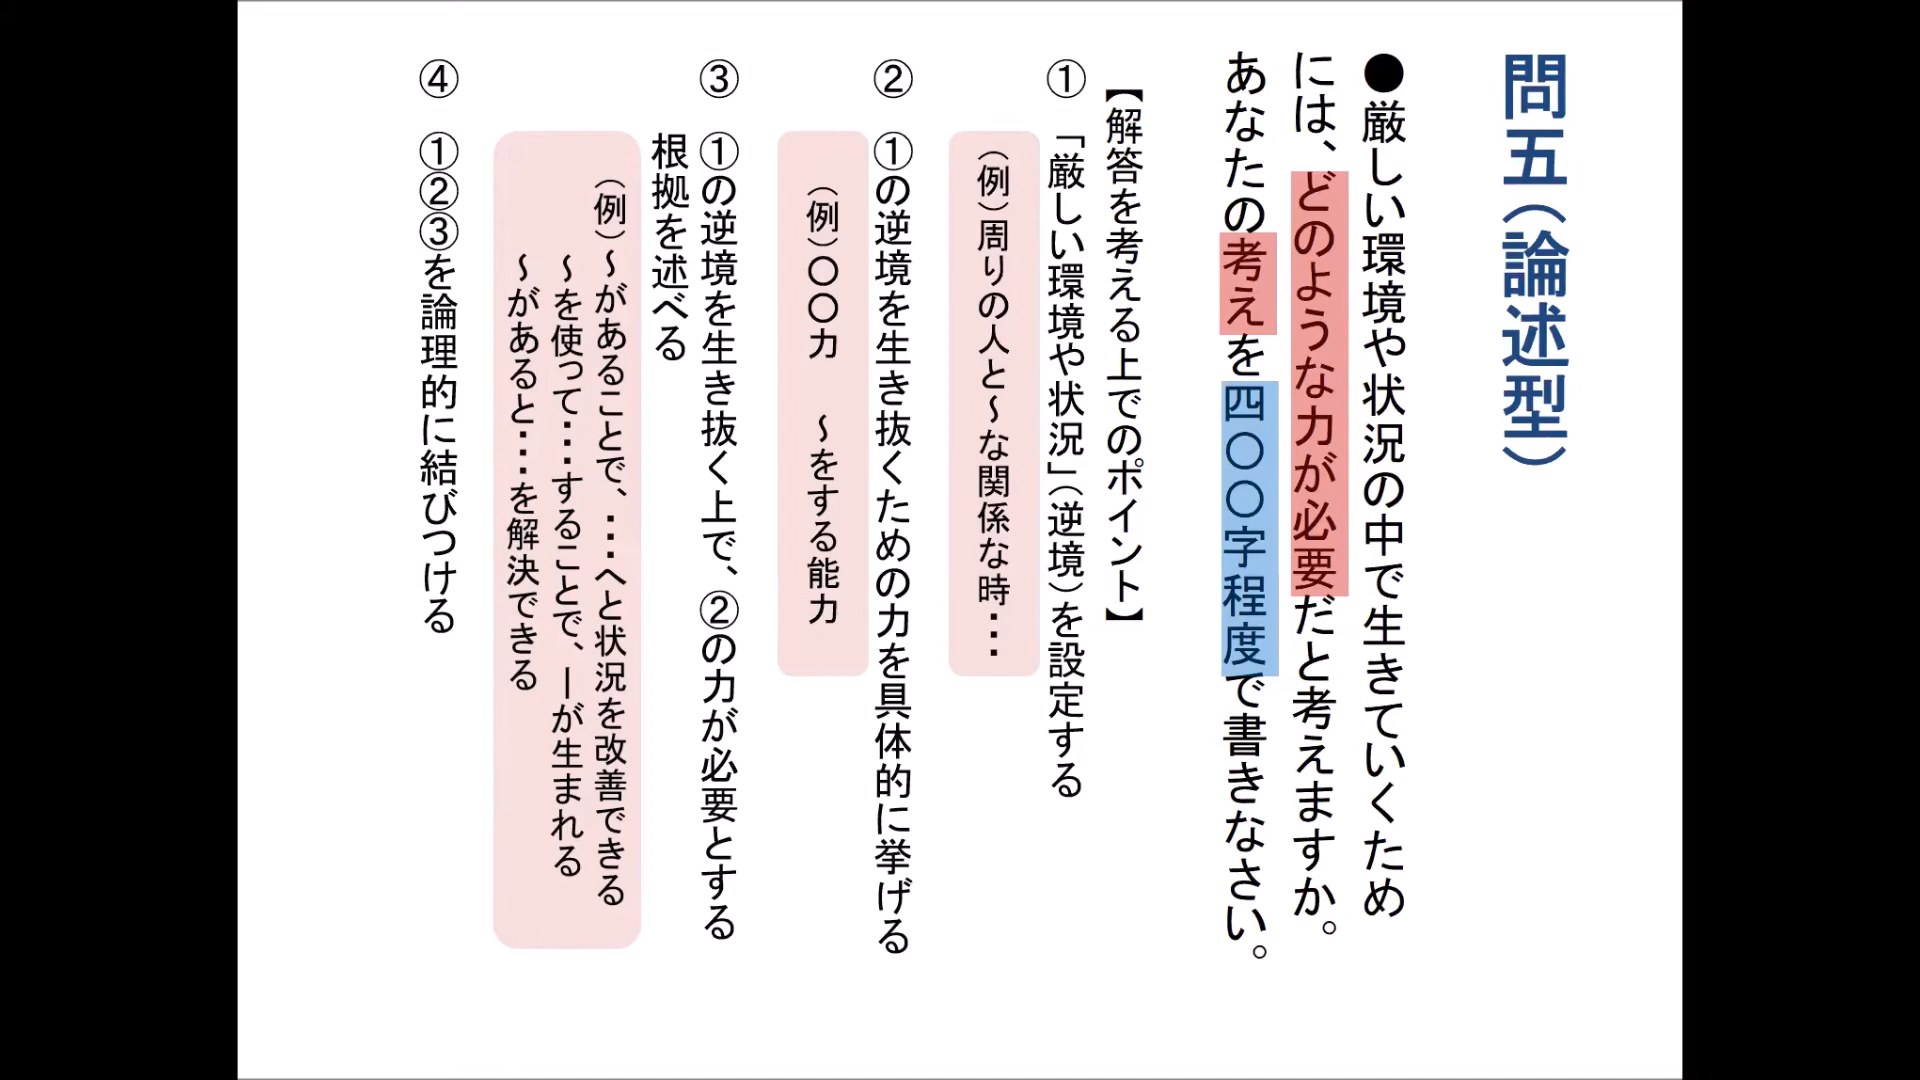 問五（論述型）
●厳しい環境や状況の中で生きていくため
には、どのような力が必要だと考えますか。
あなたの考えを四〇〇字程度で書きなさい。
【解答を考える上でのポイント】
① 「厳しい環境や状況」（逆境）を設定する
（例）周りの人と～な関係な時・・・
② ①の逆境を生き抜くための力を具体的に挙げる
（例）〇〇力 ～をする能力
③ ①の逆境を生き抜く上で、②の力が必要とする
根拠を述べる
（例）～があることで、・・・へと状況を改善できる
～を使って・・・することで、ーが生まれる
～があると・・・を解決できる
④ ①②③を論理的に結びつける